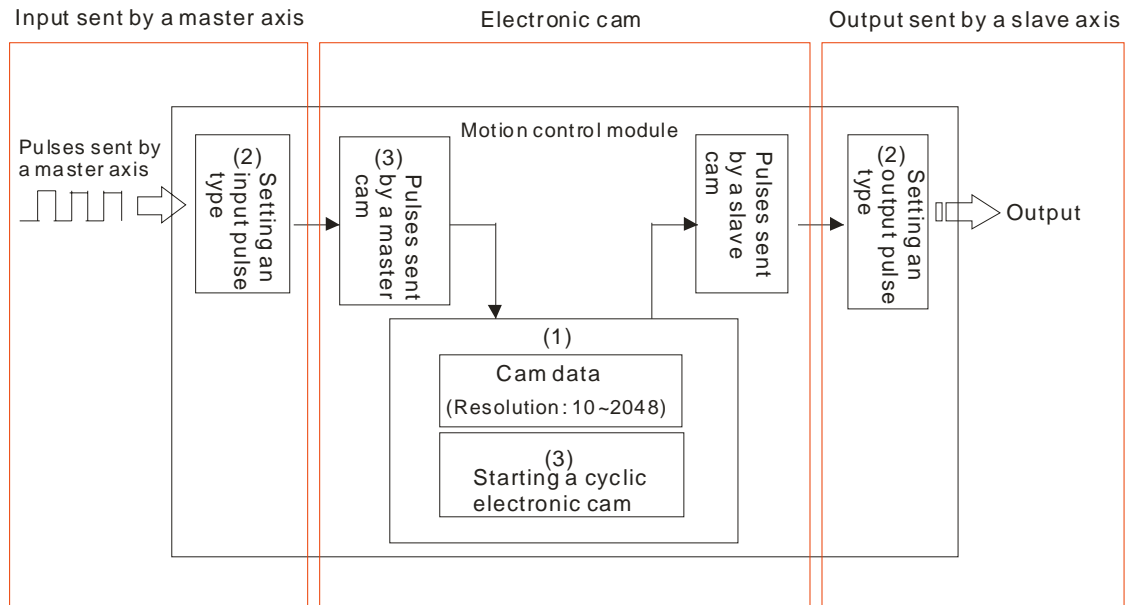 Input sent by a master axis
Electronic cam
Output sent by a slave axis
Motion control module
Pulses sent by
a master axis
(2)
Setting an
input pulse
type
(3)
Pulses sent
by a master
cam
Pulses sent
by a slave
cam
(2)
Setting an
output pulse
type
Output
(1)
Cam data
(Resolution: 10~2048)
(3)
Starting a cyclic
electronic cam